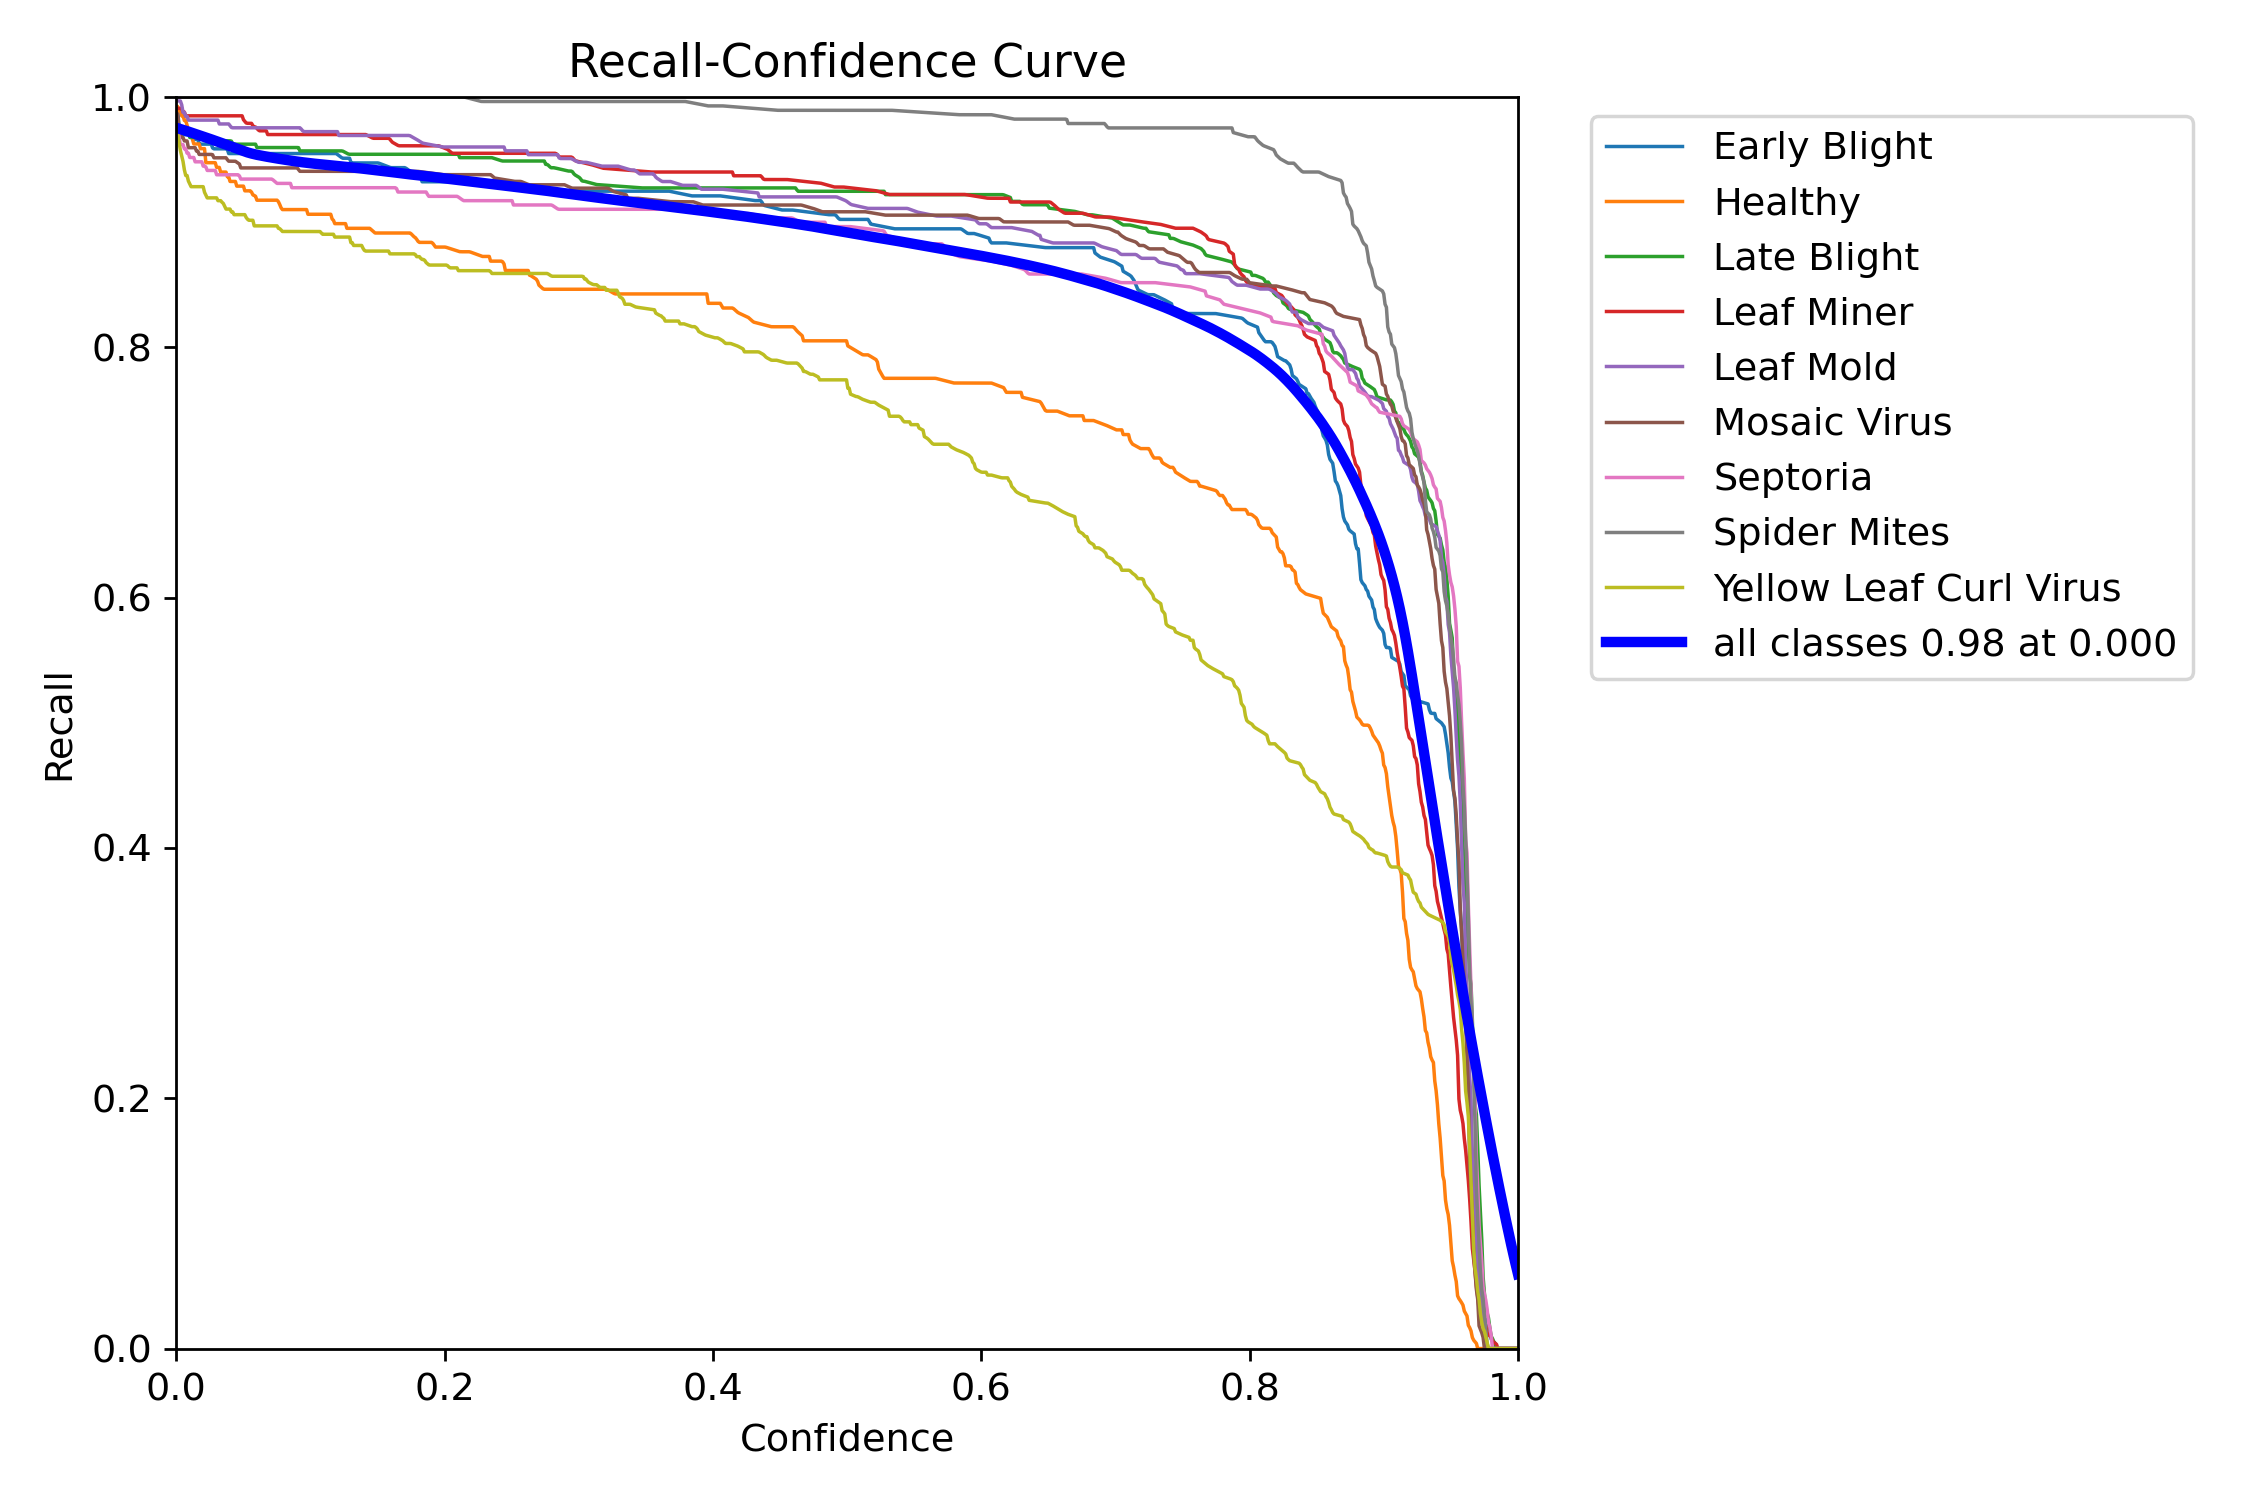 Recall-Confidence Curve
1.0
0.8
0.6
0.4
0.2
0.0
Recall
0.0 0.2 0.4 0.6 0.8 1.0
Confidence
Early Blight
Healthy
Late Blight
Leaf Miner
Leaf Mold
Mosaic Virus
Septoria
Spider Mites
Yellow Leaf Curl Virus
all classes 0.98 at 0.000